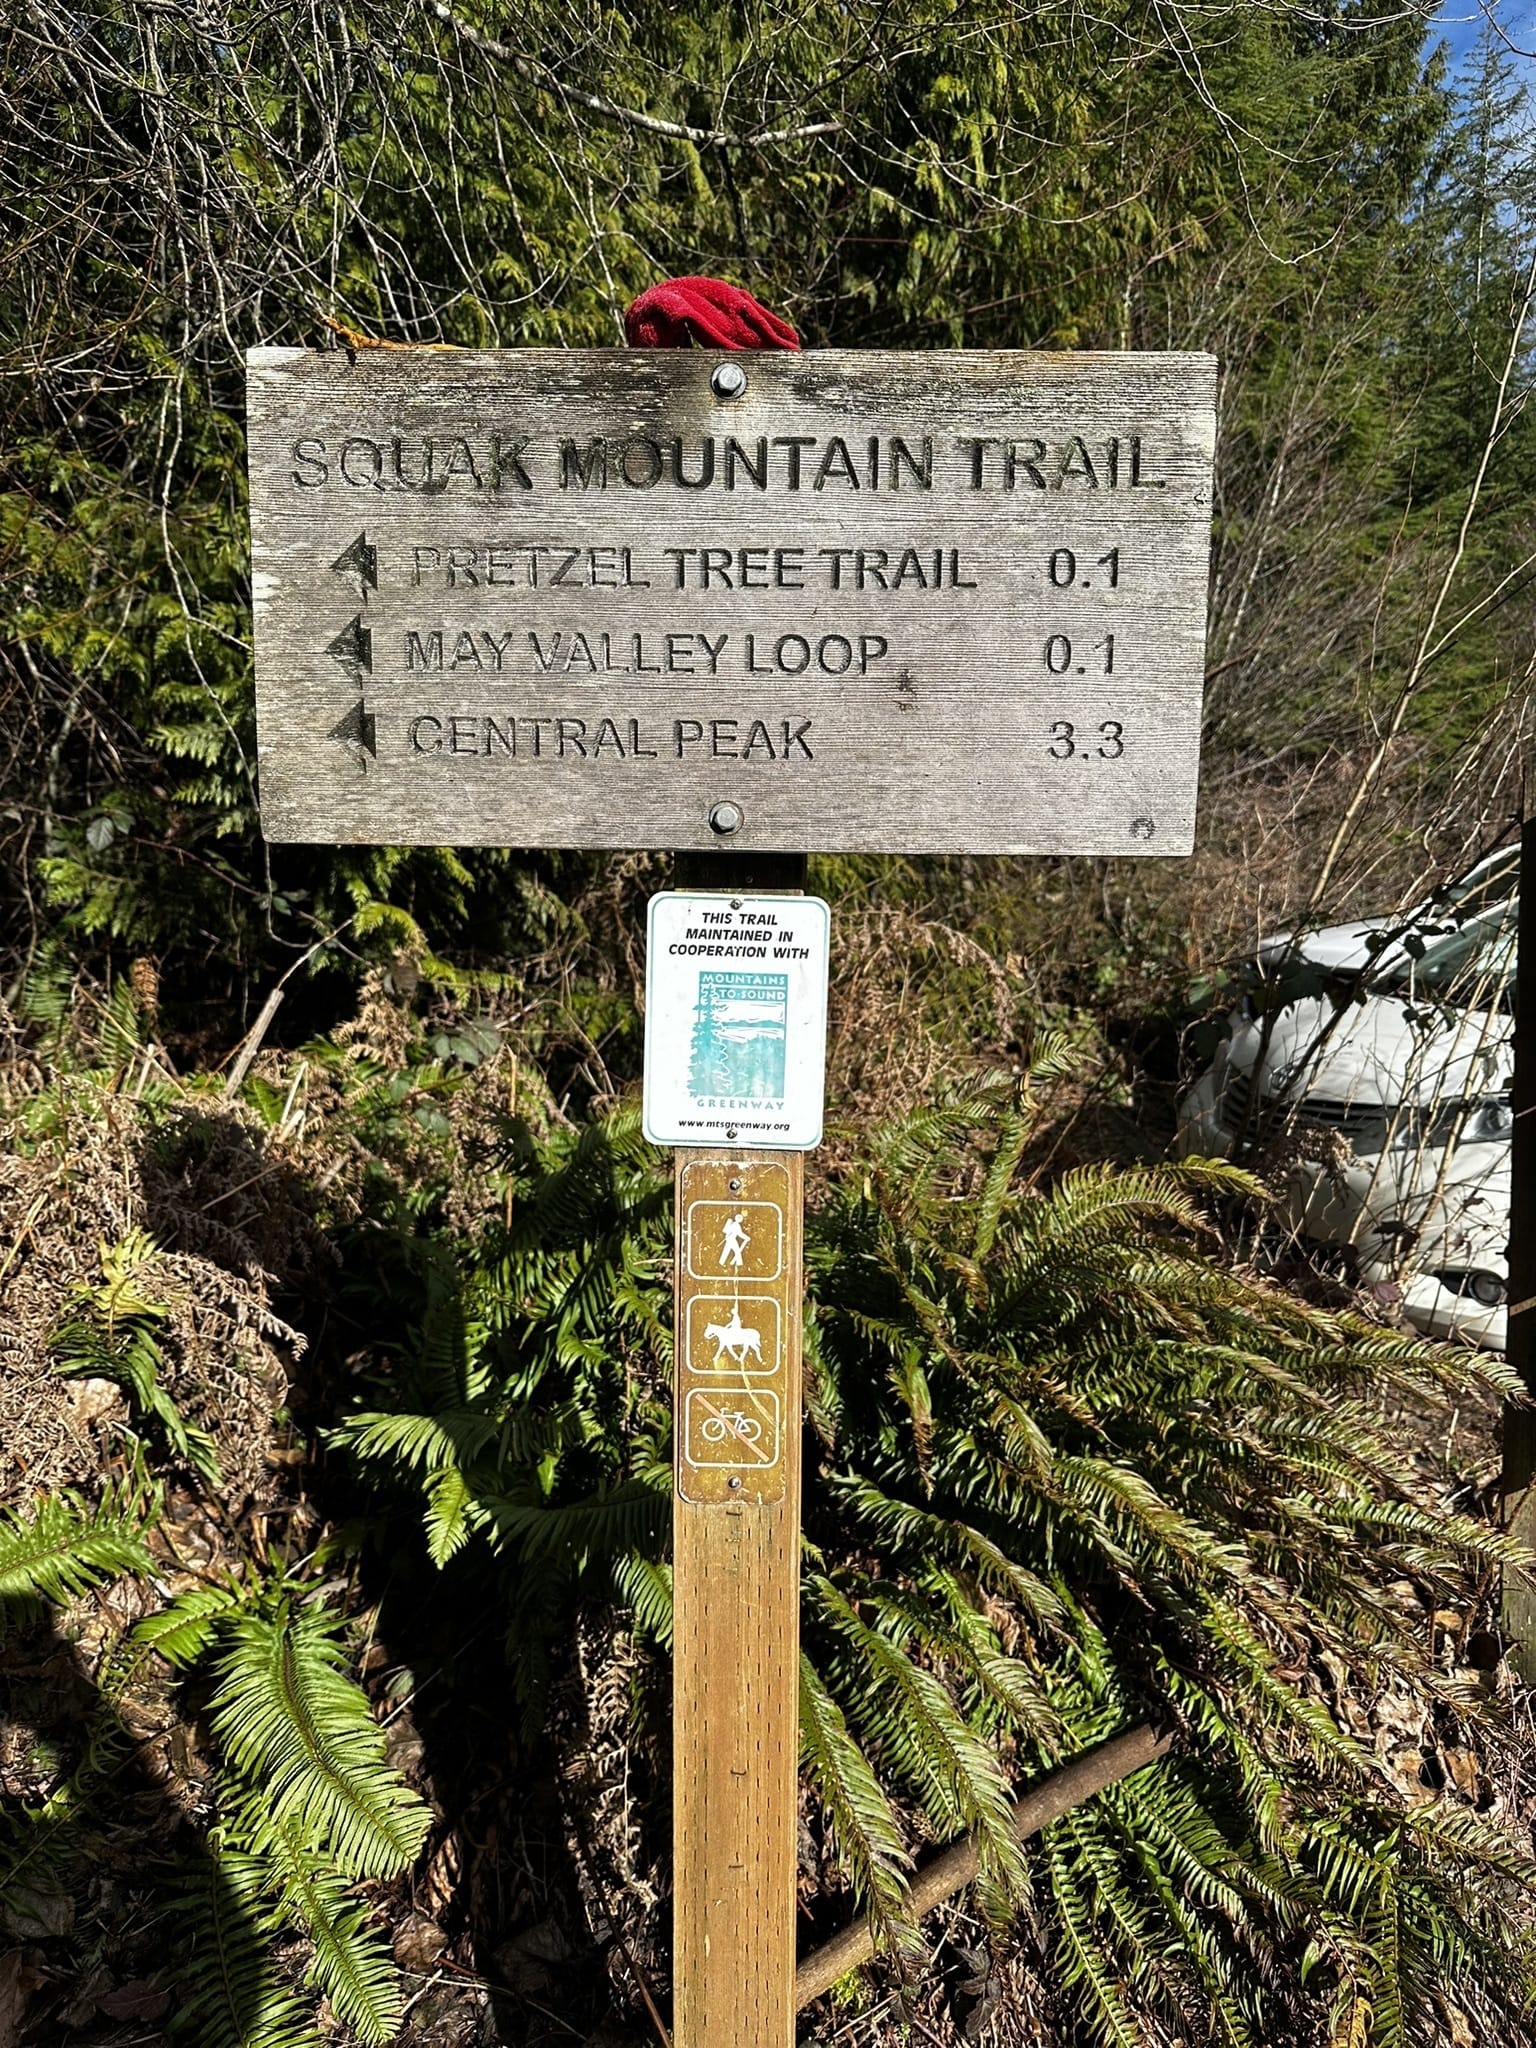 SQUAK MOUNTAIN TRAIL
PRETZEL TREE TRAIL 0.1
MAY VALLEY LOOP 0.1
CENTRAL PEAK 3.3
THIS TRAIL
MAINTAINED IN
COOPERATION WITH
MOUNTAINS
TO·SOUND
GREENWAY
www.mtsgreenway.org